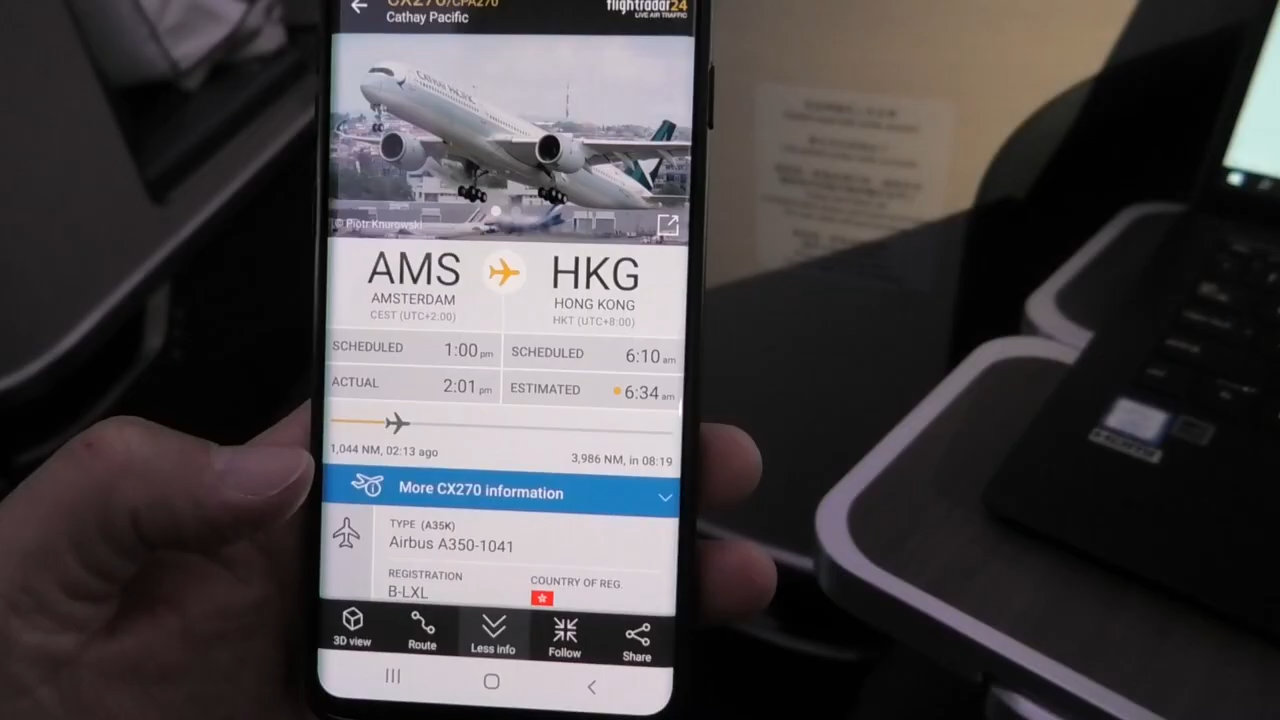 CX270/CPA270
Cathay Pacific
flightradar24
LIVE AIR TRAFFIC
CATHAY PACIFIC
© Piotr Knurowski
AMS
HKG
AMSTERDAM
HONG KONG
CEST (UTC+2:00)
HKT (UTC+8:00)
SCHEDULED 1:00 pm
SCHEDULED 6:10 am
ACTUAL 2:01 pm
ESTIMATED 6:34 am
1,044 NM, 02:13 ago
3,986 NM, in 08:19
More CX270 information
TYPE (A35K)
Airbus A350-1041
REGISTRATION
COUNTRY OF REG.
B-LXL
3D view
Route
Less info
Follow
Share